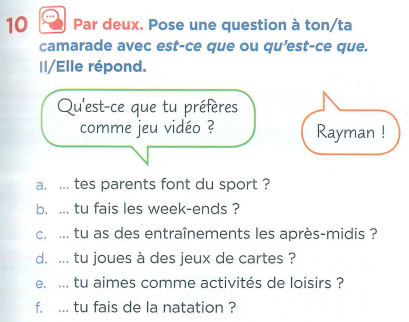 10 Par deux. Pose une question à ton/ta
camarade avec est-ce que ou qu'est-ce que.
Il/Elle répond.
Qu'est-ce que tu préfères
comme jeu vidéo ?
Rayman !
a. ... tes parents font du sport ?
b. ... tu fais les week-ends ?
c. ... tu as des entraînements les après-midis ?
d. ... tu joues à des jeux de cartes ?
e. ... tu aimes comme activités de loisirs ?
f. ... tu fais de la natation ?